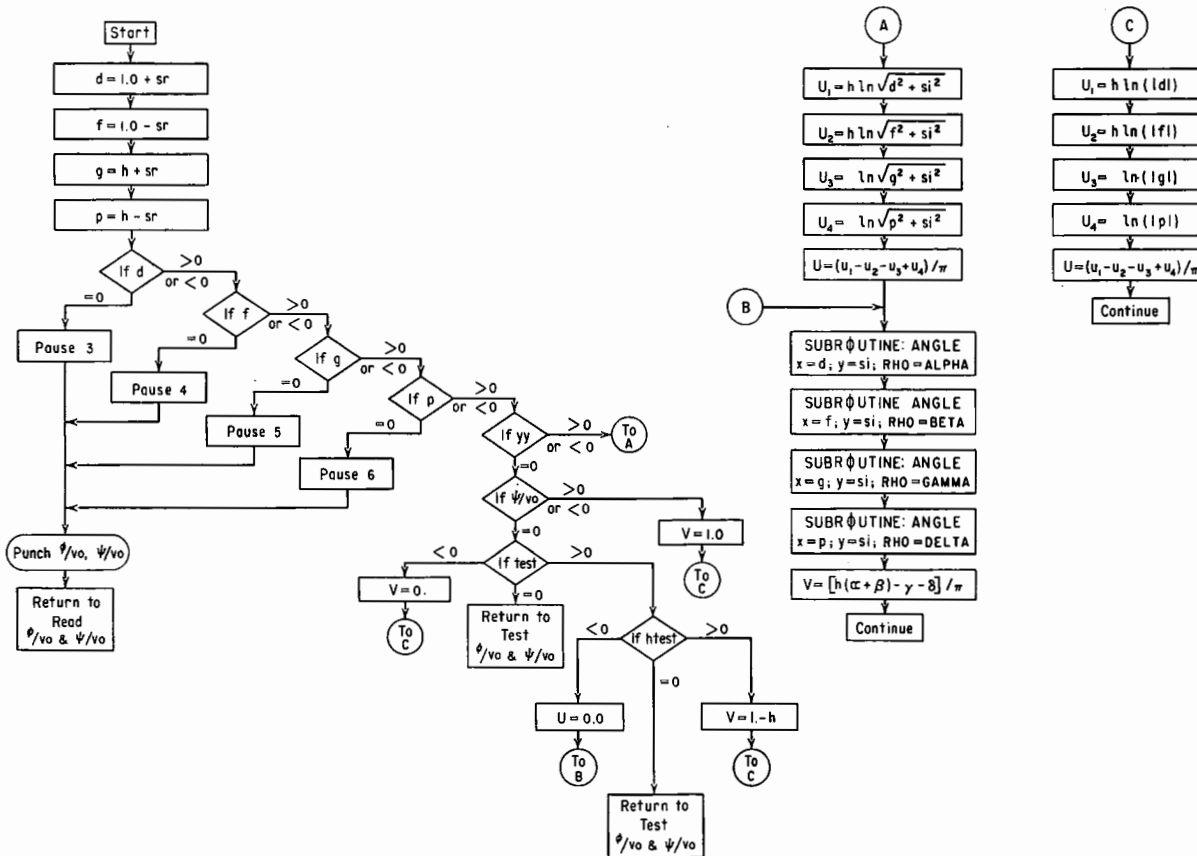 Start
d = 1.0 + sr
f = 1.0 - sr
g = h + sr
p = h - sr
If d
>0
or <0
=0
Pause 3
If f
>0
or <0
=0
Pause 4
If g
>0
or <0
=0
Pause 5
If p
>0
or <0
=0
Pause 6
If yy
>0
or <0
To
A
=0
If ψ/vo
>0
or <0
V = 1.0
To
C
=0
If test
<0
V = 0.
To
C
=0
Return to
Test
φ/vo & ψ/vo
>0
If htest
<0
U = 0.0
To
B
=0
Return to
Test
φ/vo & ψ/vo
>0
V = 1.-h
To
C
Punch φ/vo, ψ/vo
Return to
Read
φ/vo & ψ/vo
A
U₁ = h ln √d² + si²
U₂ = h ln √f² + si²
U₃ = ln √g² + si²
U₄ = ln √p² + si²
U = (u₁ - u₂ - u₃ + u₄) / π
B
SUBRϕUTINE: ANGLE
x = d; y = si; RHO = ALPHA
SUBRϕUTINE: ANGLE
x = f; y = si; RHO = BETA
SUBRϕUTINE: ANGLE
x = g; y = si; RHO = GAMMA
SUBRϕUTINE: ANGLE
x = p; y = si; RHO = DELTA
V = [h(α + β) - γ - δ] / π
Continue
C
U₁ = h ln (|d|)
U₂ = h ln (|f|)
U₃ = ln (|g|)
U₄ = ln (|p|)
U = (u₁ - u₂ - u₃ + u₄) / π
Continue